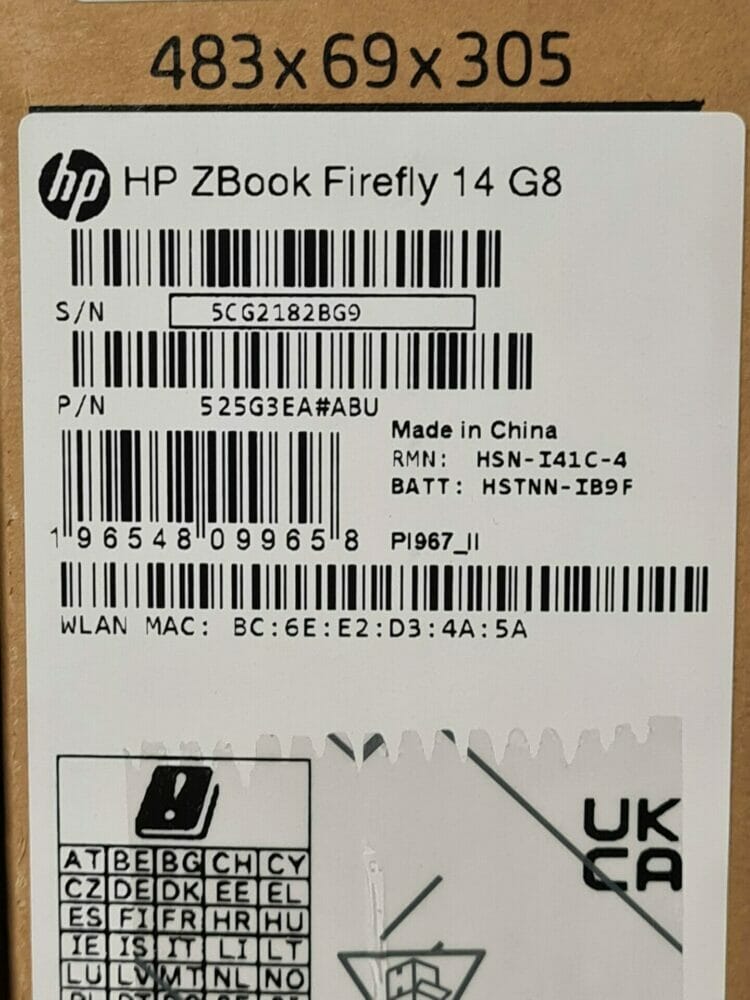 483x69x305
hp HP ZBook Firefly 14 G8
S/N 5CG2182BG9
P/N 525G3EA#ABU
Made in China
RMN: HSN-I41C-4
BATT: HSTNN-IB9F
1 96548 09965 8 PI967_II
WLAN MAC: BC:6E:E2:D3:4A:5A
UK
CA
AT BE BG CH CY
CZ DE DK EE EL
ES FI FR HR HU
IE IS IT LI LT
LU LV MT NL NO